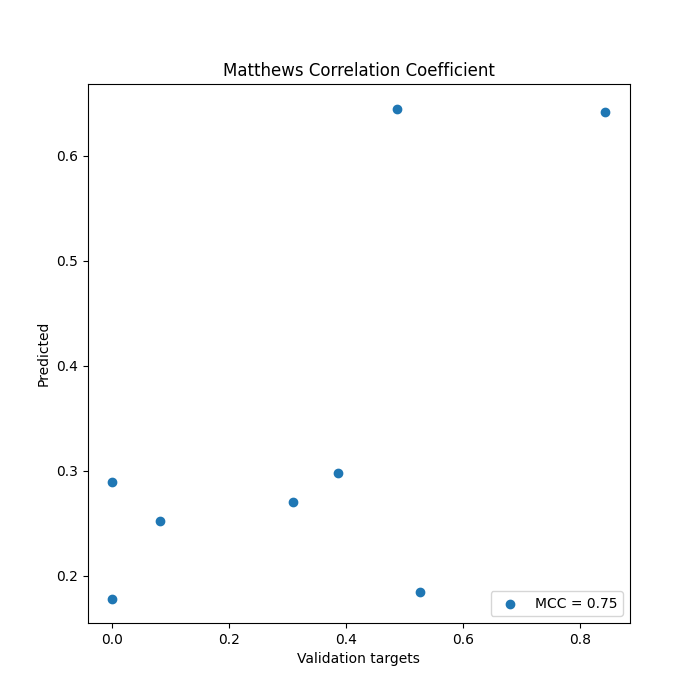 Matthews Correlation Coefficient
0.6
0.5
0.4
0.3
0.2
Predicted
MCC = 0.75
0.0 0.2 0.4 0.6 0.8
Validation targets